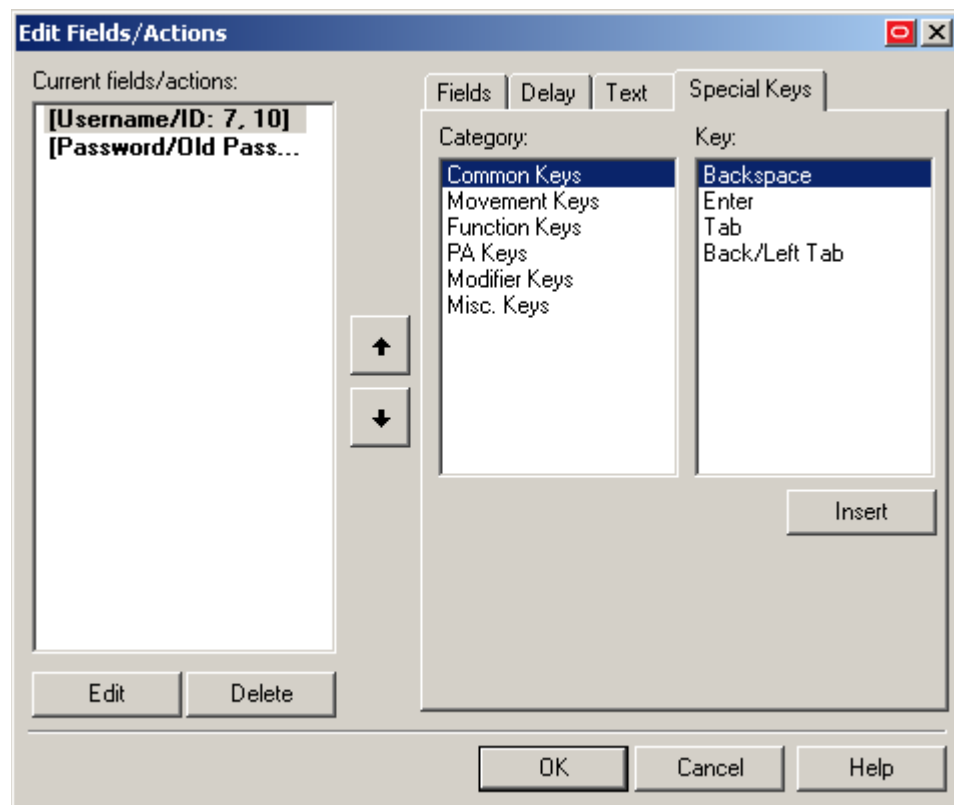 Edit Fields/Actions
Current fields/actions:
[Username/ID: 7, 10]
[Password/Old Pass...
Fields
Delay
Text
Special Keys
Category:
Common Keys
Movement Keys
Function Keys
PA Keys
Modifier Keys
Misc. Keys
Key:
Backspace
Enter
Tab
Back/Left Tab
Insert
Edit
Delete
OK
Cancel
Help